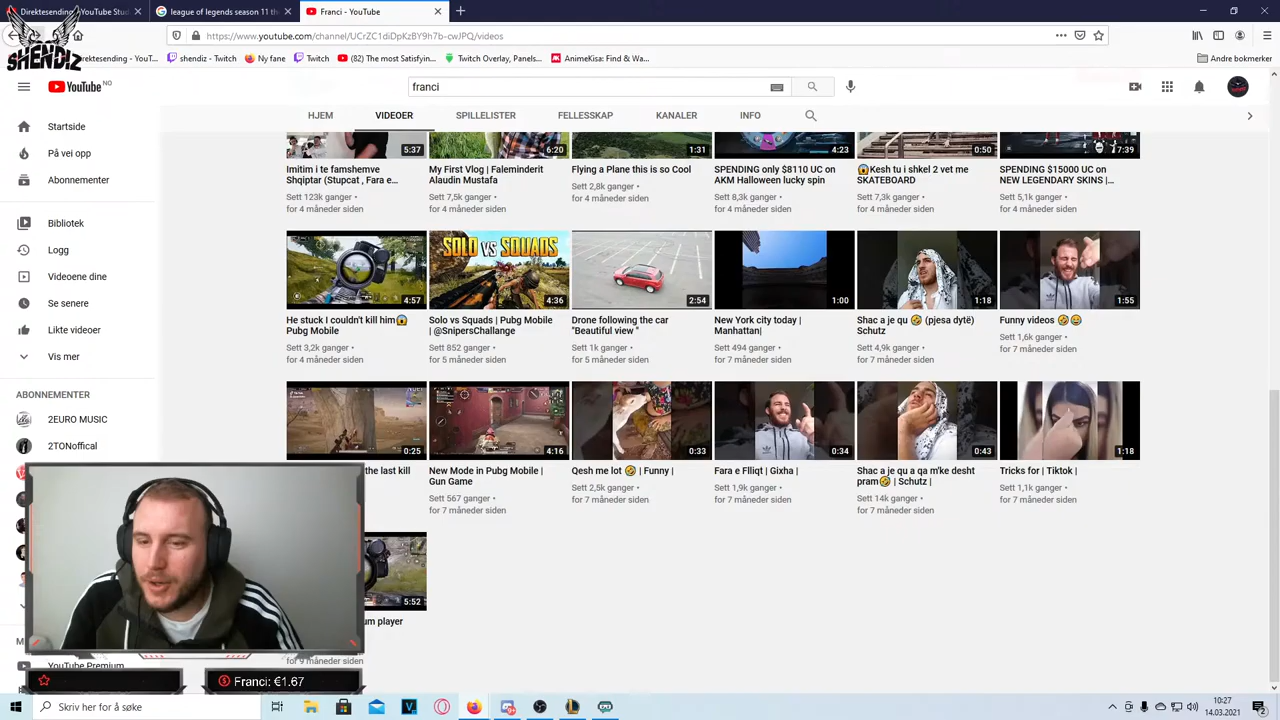 Direktesending - YouTube Stu
league of legends season 11 th
Franci - YouTube
https://www.youtube.com/channel/UCrZC1diDpKzBY9h7b-cwJPQ/videos
SHENDIZ
rektesending - YouT...
shendiz - Twitch
Ny fane
Twitch
(82) The most Satisfyin...
Twitch Overlay, Panels...
AnimeKisa: Find & Wa...
Andre bokmerker
YouTube NO
franci
HJEM
VIDEOER
SPILLELISTER
FELLESSKAP
KANALER
INFO
Startside
På vei opp
Abonnementer
Bibliotek
Logg
Videoene dine
Se senere
Likte videoer
Vis mer
ABONNEMENTER
2EURO MUSIC
2TONoffical
5:37
Imitim i te famshemve
Shqiptar (Stupcat , Fara e...
Sett 123k ganger •
for 4 måneder siden
6:20
My First Vlog | Faleminderit
Alaudin Mustafa
Sett 7,5k ganger •
for 4 måneder siden
1:31
Flying a Plane this is so Cool
Sett 2,8k ganger •
for 4 måneder siden
4:23
SPENDING only $8110 UC on
AKM Halloween lucky spin
Sett 8,3k ganger •
for 4 måneder siden
0:50
😱Kesh tu i shkel 2 vet me
SKATEBOARD
Sett 7,3k ganger •
for 4 måneder siden
17:39
SPENDING $15000 UC on
NEW LEGENDARY SKINS |...
Sett 5,1k ganger •
for 4 måneder siden
4:57
He stuck I couldn't kill him😱
Pubg Mobile
Sett 3,2k ganger •
for 4 måneder siden
SOLO VS SQUADS
4:36
Solo vs Squads | Pubg Mobile
| @SnipersChallange
Sett 852 ganger •
for 5 måneder siden
2:54
Drone following the car
"Beautiful view "
Sett 1k ganger •
for 5 måneder siden
1:00
New York city today |
Manhattan|
Sett 494 ganger •
for 7 måneder siden
1:18
Shac a je qu 🤣 (pjesa dytë)
Schutz
Sett 4,9k ganger •
for 7 måneder siden
1:55
Funny videos 🤣😂
Sett 1,6k ganger •
for 7 måneder siden
0:25
the last kill
4:16
New Mode in Pubg Mobile |
Gun Game
Sett 567 ganger •
for 7 måneder siden
0:33
Qesh me lot 🤣 | Funny |
Sett 2,5k ganger •
for 7 måneder siden
0:34
Fara e Flliqt | Gixha |
Sett 1,9k ganger •
for 7 måneder siden
0:43
Shac a je qu a qa m'ke desht
pram🤣 | Schutz |
Sett 14k ganger •
for 7 måneder siden
1:18
Tricks for | Tiktok |
Sett 1,1k ganger •
for 7 måneder siden
5:52
um player
for 9 måneder siden
YouTube Premium
Franci: €1.67
Skriv her for å søke
10:27
14.03.2021